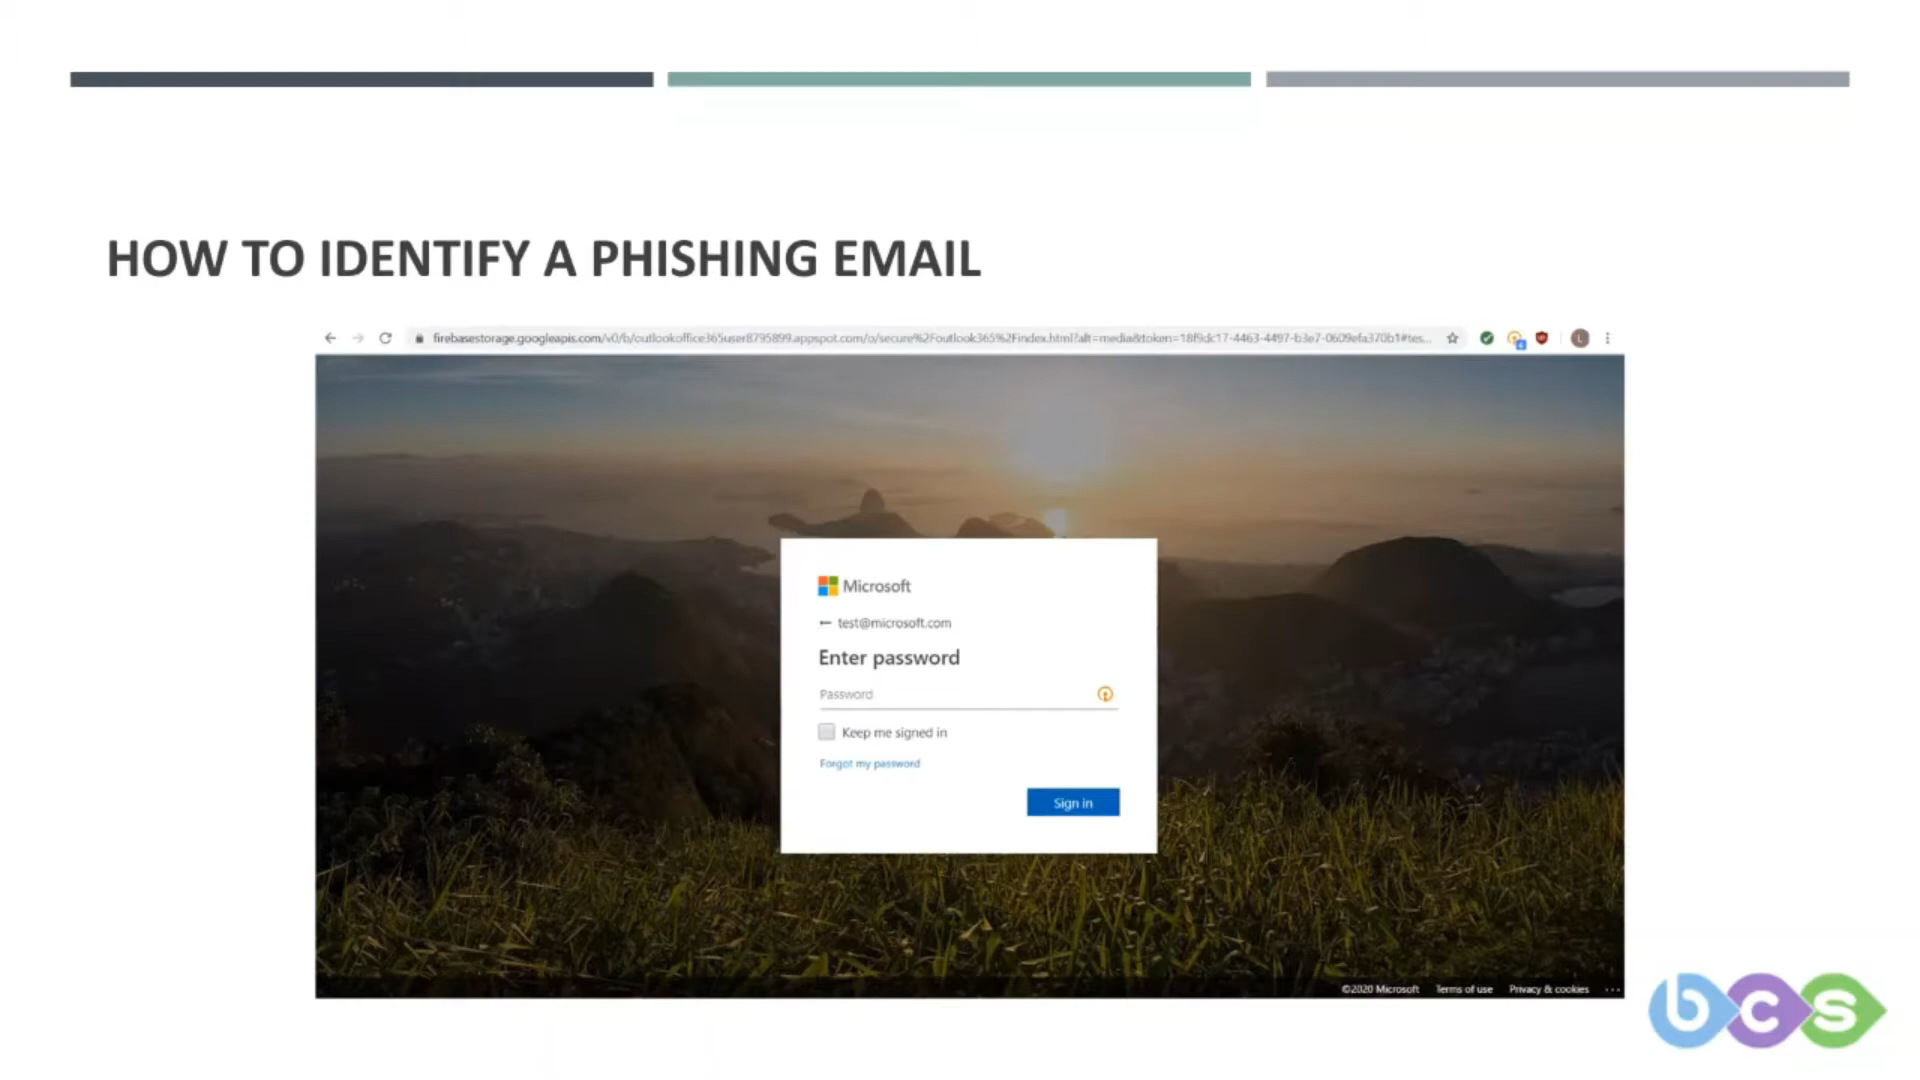 HOW TO IDENTIFY A PHISHING EMAIL
firebasestorage.googleapis.com/v0/b/outlookoffice365user8795899.appspot.com/o/secure%2Foutlook365%2Findex.html?alt=media&token=18f9dc17-4463-4497-b3e7-0609efa370b1#tes...
L
Microsoft
test@microsoft.com
Enter password
Password
Keep me signed in
Forgot my password
Sign in
©2020 Microsoft Terms of use Privacy & cookies ...
bcs